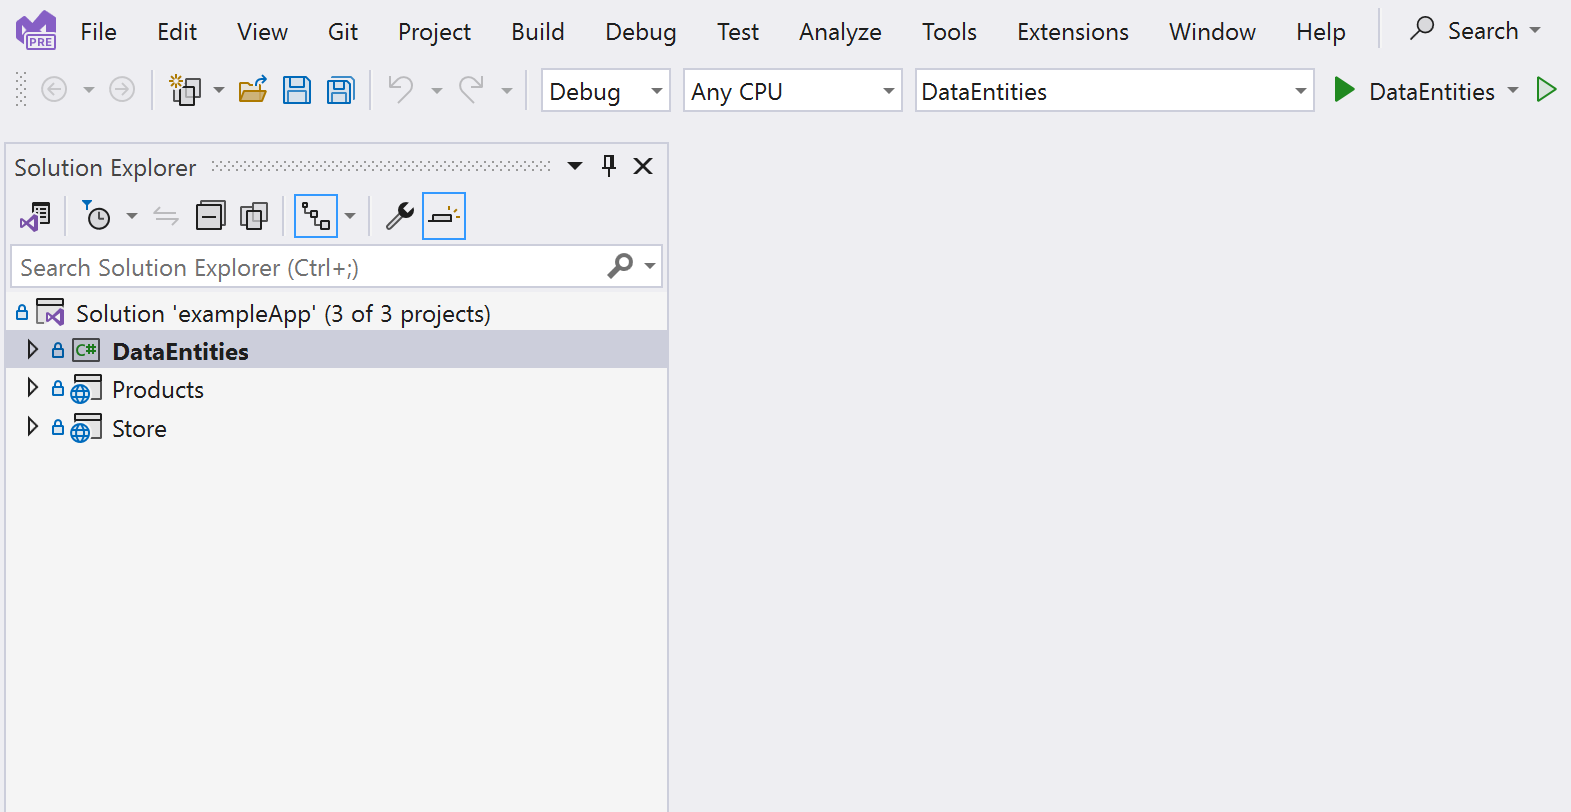 PRE File Edit View Git Project Build Debug Test Analyze Tools Extensions Window Help Search
Debug Any CPU DataEntities DataEntities
Solution Explorer
Search Solution Explorer (Ctrl+;)
Solution 'exampleApp' (3 of 3 projects)
C# DataEntities
Products
Store